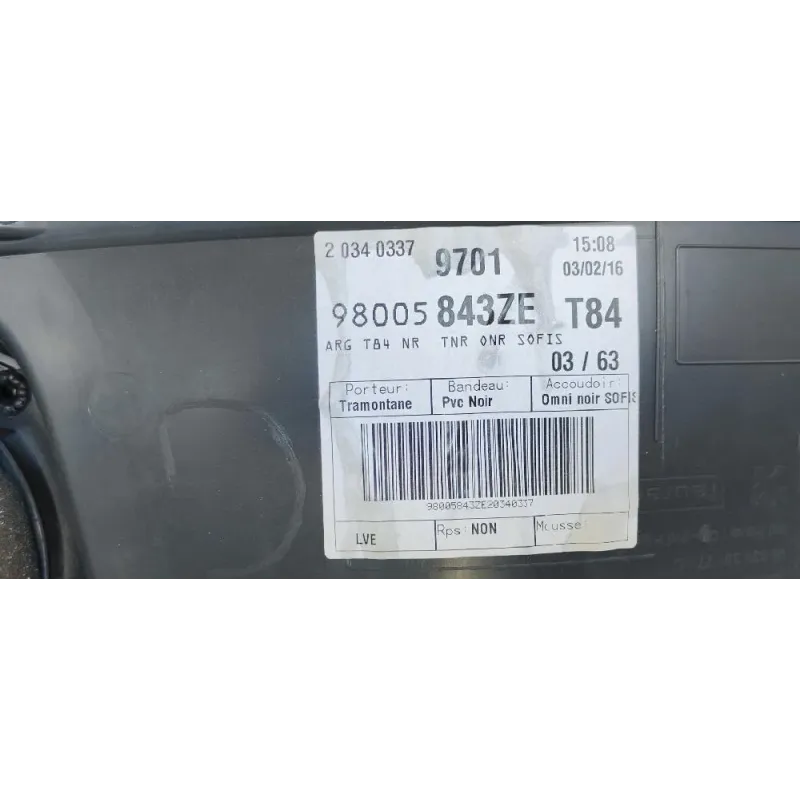 2 034 0337 9701 15:08
03/02/16
98005 843ZE T84
ARG T84 NR TNR ONR SOFIS
03 / 63
Porteur: Bandeau: Accoudoir:
Tramontane Pvc Noir Omni noir SOFIS
98005843ZE20340337
LVE Rps: NON Mousse: